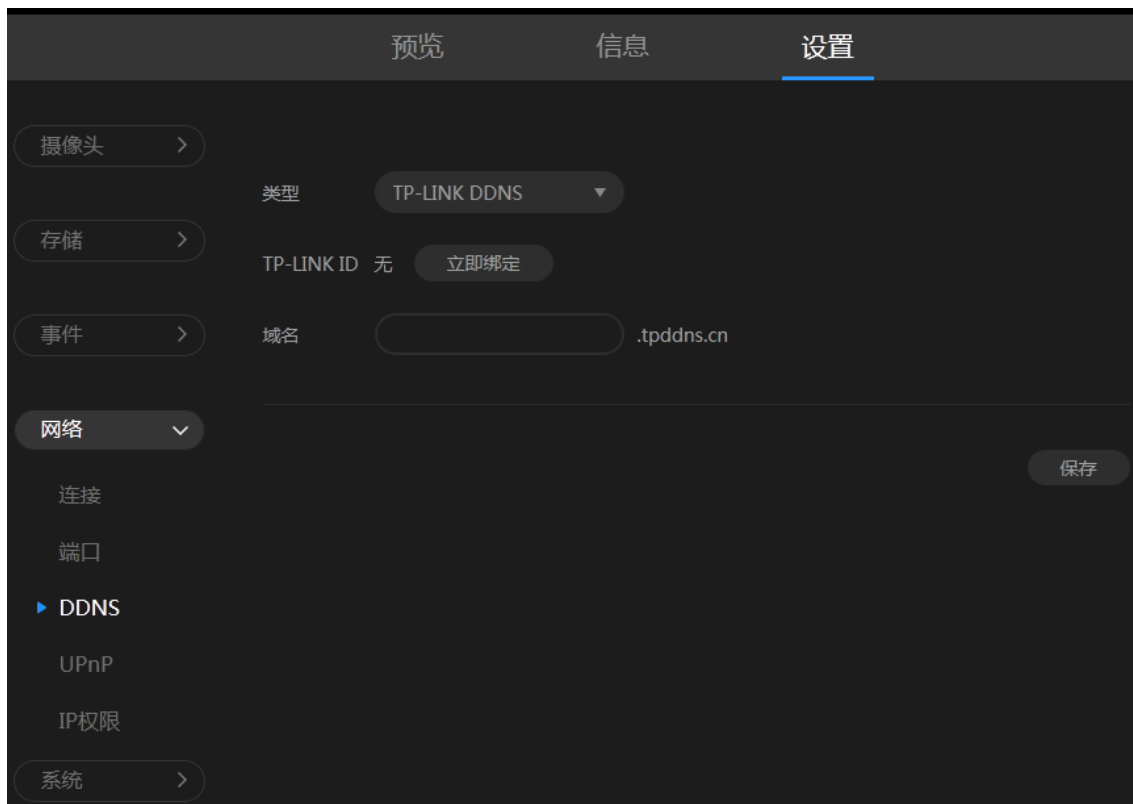 预览 信息 设置
摄像头
类型 TP-LINK DDNS
存储
TP-LINK ID 无 立即绑定
事件
域名 .tpddns.cn
网络
保存
连接
端口
DDNS
UPnP
IP权限
系统